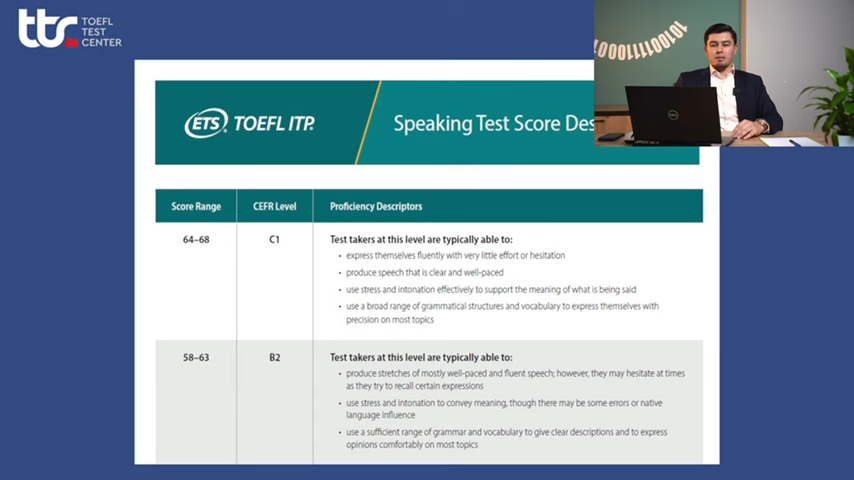 ttc TOEFL
TEST
CENTER
1010011100011101001
ETS TOEFL ITP.
Speaking Test Score Des
Score Range CEFR Level Proficiency Descriptors
64–68 C1 Test takers at this level are typically able to:
• express themselves fluently with very little effort or hesitation
• produce speech that is clear and well-paced
• use stress and intonation effectively to support the meaning of what is being said
• use a broad range of grammatical structures and vocabulary to express themselves with
precision on most topics
58–63 B2 Test takers at this level are typically able to:
• produce stretches of mostly well-paced and fluent speech; however, they may hesitate at times
as they try to recall certain expressions
• use stress and intonation to convey meaning, though there may be some errors or native
language influence
• use a sufficient range of grammar and vocabulary to give clear descriptions and to express
opinions comfortably on most topics